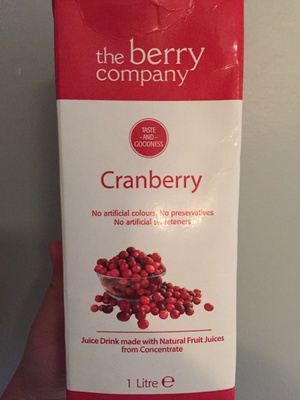 the berry
company
TASTE
-AND-
GOODNESS
Cranberry
No artificial colours, No preservatives
No artificial sweeteners
Juice Drink made with Natural Fruit Juices
from Concentrate
1 Litre ℮